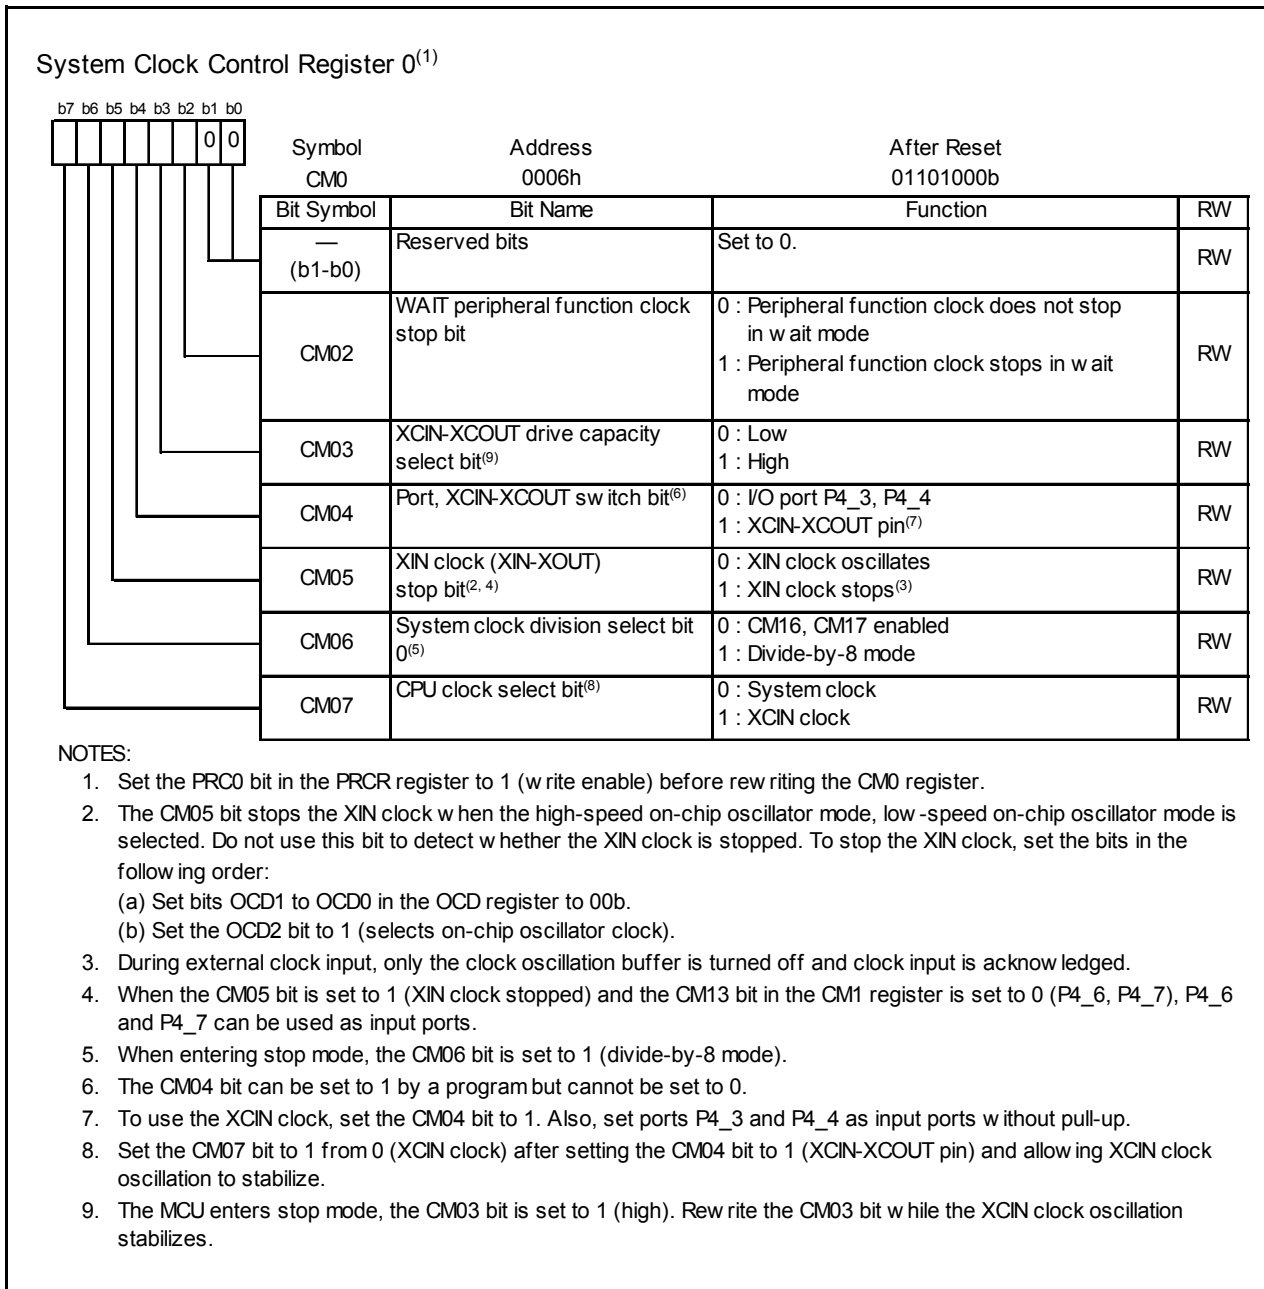 System Clock Control Register 0(1)
b7 b6 b5 b4 b3 b2 b1 b0
0 0
Symbol Address After Reset
CM0 0006h 01101000b
Bit Symbol Bit Name Function RW
—
(b1-b0)
Reserved bits
Set to 0.
RW
CM02
WAIT peripheral function clock
stop bit
0 : Peripheral function clock does not stop
in wait mode
1 : Peripheral function clock stops in wait
mode
RW
CM03
XCIN-XCOUT drive capacity
select bit(9)
0 : Low
1 : High
RW
CM04
Port, XCIN-XCOUT switch bit(6)
0 : I/O port P4_3, P4_4
1 : XCIN-XCOUT pin(7)
RW
CM05
XIN clock (XIN-XOUT)
stop bit(2, 4)
0 : XIN clock oscillates
1 : XIN clock stops(3)
RW
CM06
System clock division select bit
0(5)
0 : CM16, CM17 enabled
1 : Divide-by-8 mode
RW
CM07
CPU clock select bit(8)
0 : System clock
1 : XCIN clock
RW
NOTES:
1. Set the PRC0 bit in the PRCR register to 1 (write enable) before rewriting the CM0 register.
2. The CM05 bit stops the XIN clock when the high-speed on-chip oscillator mode, low-speed on-chip oscillator mode is
selected. Do not use this bit to detect whether the XIN clock is stopped. To stop the XIN clock, set the bits in the
following order:
(a) Set bits OCD1 to OCD0 in the OCD register to 00b.
(b) Set the OCD2 bit to 1 (selects on-chip oscillator clock).
3. During external clock input, only the clock oscillation buffer is turned off and clock input is acknowledged.
4. When the CM05 bit is set to 1 (XIN clock stopped) and the CM13 bit in the CM1 register is set to 0 (P4_6, P4_7), P4_6
and P4_7 can be used as input ports.
5. When entering stop mode, the CM06 bit is set to 1 (divide-by-8 mode).
6. The CM04 bit can be set to 1 by a program but cannot be set to 0.
7. To use the XCIN clock, set the CM04 bit to 1. Also, set ports P4_3 and P4_4 as input ports without pull-up.
8. Set the CM07 bit to 1 from 0 (XCIN clock) after setting the CM04 bit to 1 (XCIN-XCOUT pin) and allowing XCIN clock
oscillation to stabilize.
9. The MCU enters stop mode, the CM03 bit is set to 1 (high). Rewrite the CM03 bit while the XCIN clock oscillation
stabilizes.